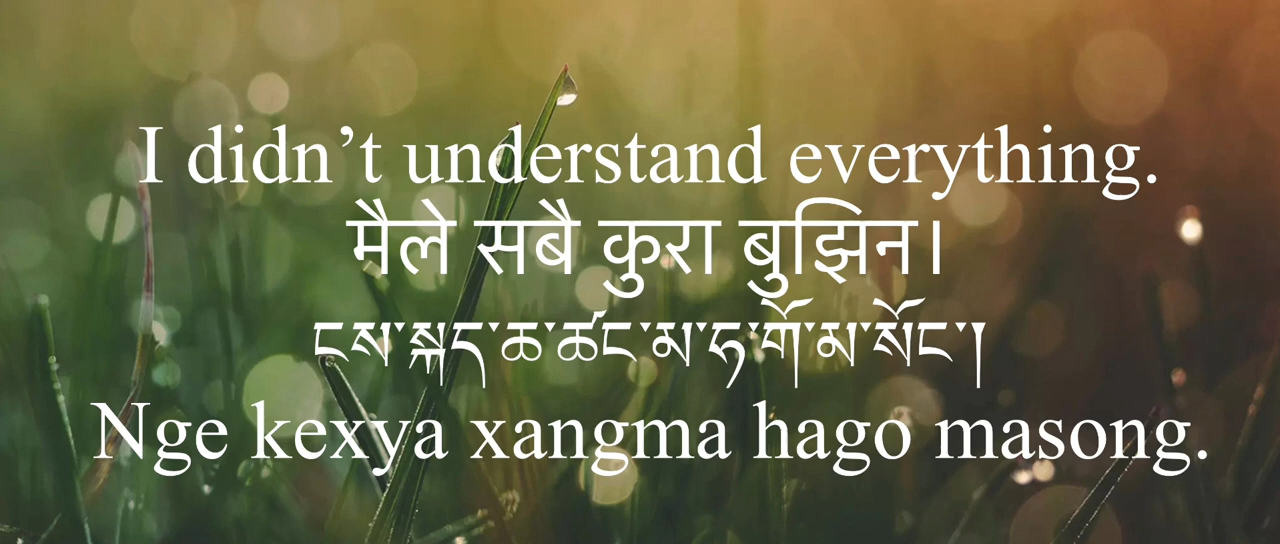 I didn’t understand everything.
मैले सबै कुरा बुझिन।
ངས་སྐད་ཆ་ཚང་མ་ཧ་གོ་མ་སོང་།
Nge kexya xangma hago masong.